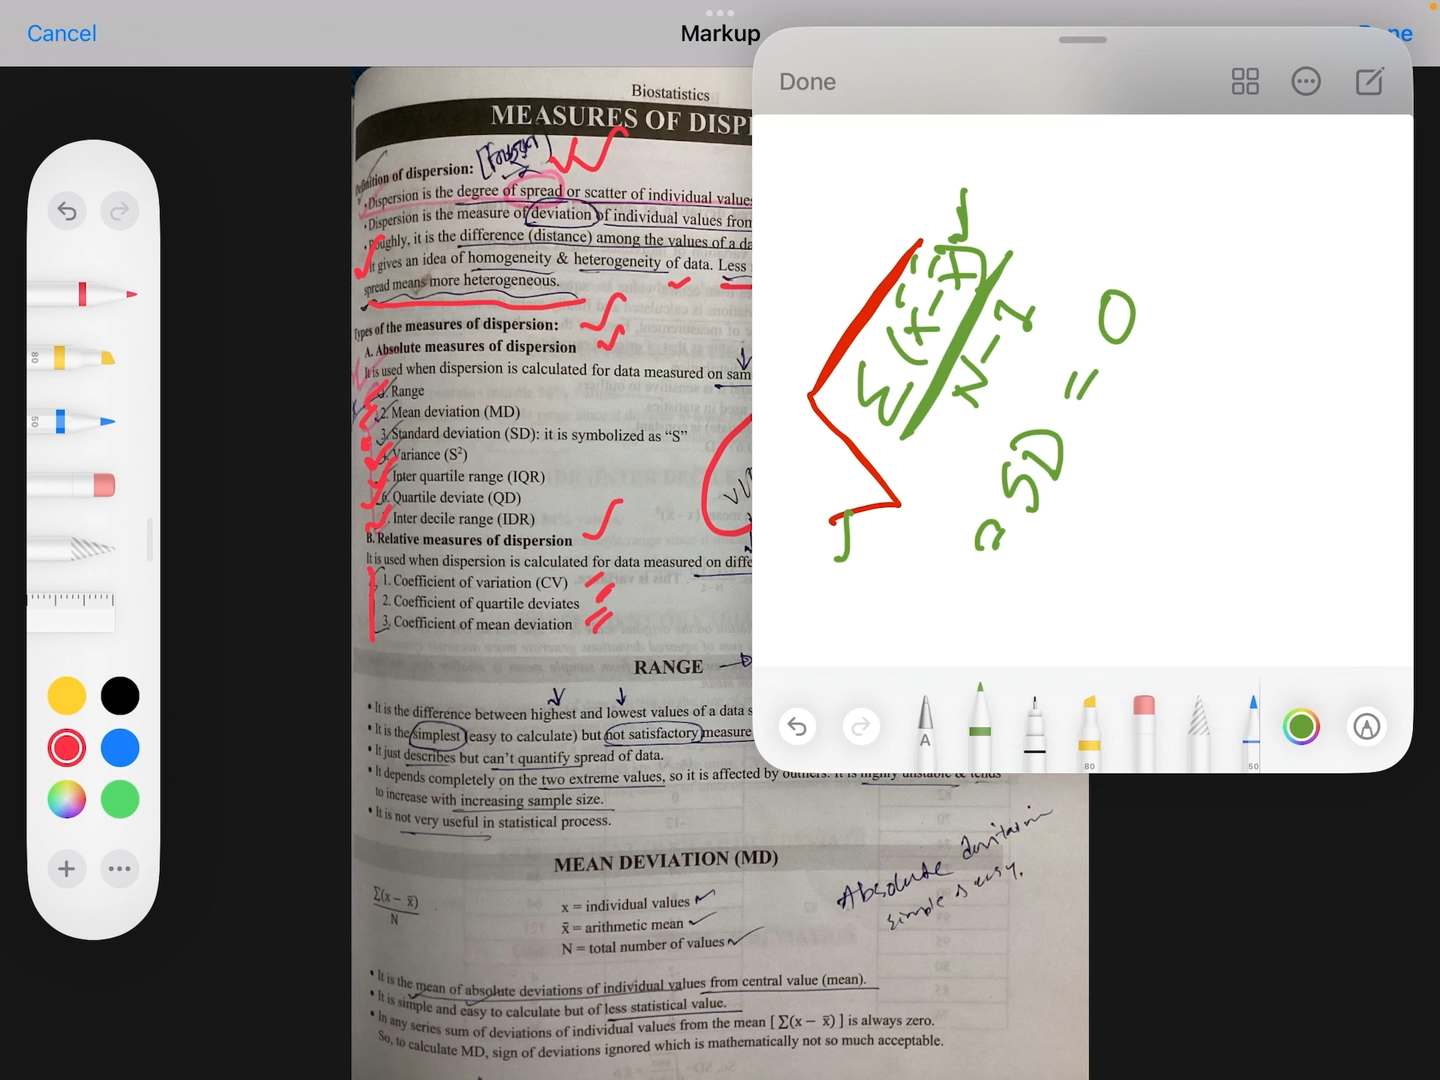 Cancel
Markup
Done
Biostatistics
MEASURES OF DISP
Definition of dispersion:
• Dispersion is the degree of spread or scatter of individual values
• Dispersion is the measure of deviation of individual values from
• Roughly, it is the difference (distance) among the values of a da
It gives an idea of homogeneity & heterogeneity of data. Less
spread means more heterogeneous.
Types of the measures of dispersion:
A. Absolute measures of dispersion
It is used when dispersion is calculated for data measured on sam
1. Range
2. Mean deviation (MD)
3. Standard deviation (SD): it is symbolized as “S”
4. Variance (S²)
5. Inter quartile range (IQR)
6. Quartile deviate (QD)
7. Inter decile range (IDR)
B. Relative measures of dispersion
It is used when dispersion is calculated for data measured on diffe
1. Coefficient of variation (CV)
2. Coefficient of quartile deviates
3. Coefficient of mean deviation
RANGE
• It is the difference between highest and lowest values of a data s
• It is the simplest (easy to calculate) but not satisfactory measure
• It just describes but can't quantify spread of data.
• It depends completely on the two extreme values, so it is affected by outliers. It is highly unstable & tends
to increase with increasing sample size.
• It is not very useful in statistical process.
MEAN DEVIATION (MD)
Σ(x – x̄)
N
x = individual values
x̄ = arithmetic mean
N = total number of values
Absolute
simple & easy.
• It is the mean of absolute deviations of individual values from central value (mean).
• It is simple and easy to calculate but of less statistical value.
• In any series sum of deviations of individual values from the mean [ Σ(x – x̄) ] is always zero.
So, to calculate MD, sign of deviations ignored which is mathematically not so much acceptable.
Done
Σ(x-x̄)
N-1
= 0
SD
A
80
50
80
50